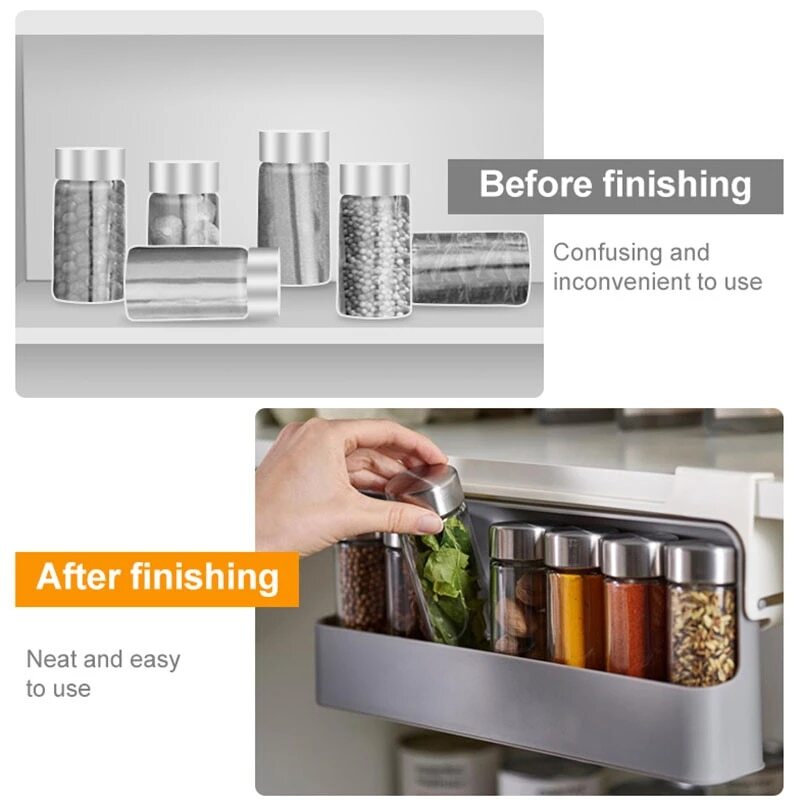 Before finishing
Confusing and
inconvenient to use
After finishing
Neat and easy
to use